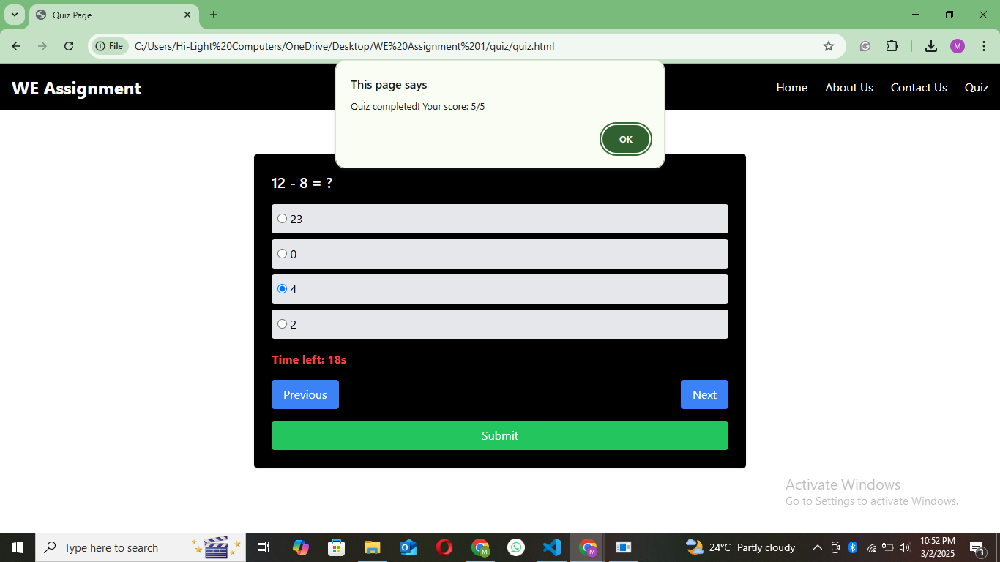 Quiz Page
File
C:/Users/Hi-Light%20Computers/OneDrive/Desktop/WE%20Assignment%201/quiz/quiz.html
M
WE Assignment
Home
About Us
Contact Us
Quiz
This page says
Quiz completed! Your score: 5/5
OK
12 - 8 = ?
23
0
4
2
Time left: 18s
Previous
Next
Submit
Activate Windows
Go to Settings to activate Windows.
Type here to search
M
M
24°C Partly cloudy
10:52 PM
3/2/2025
3